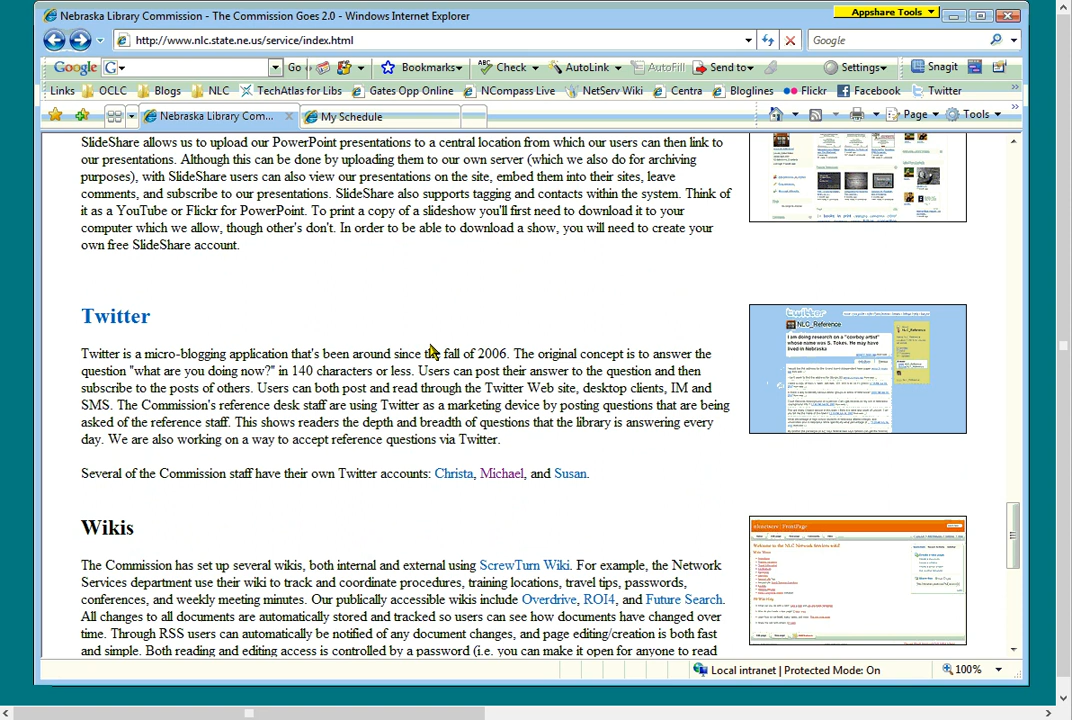 Nebraska Library Commission - The Commission Goes 2.0 - Windows Internet Explorer
Appshare Tools
http://www.nlc.state.ne.us/service/index.html
Google
Google G Go Bookmarks Check AutoLink AutoFill Send to Settings Snagit
Links OCLC Blogs NLC TechAtlas for Libs Gates Opp Online NCompass Live NetServ Wiki Centra Bloglines Flickr Facebook Twitter
Nebraska Library Com... My Schedule Page Tools
SlideShare allows us to upload our PowerPoint presentations to a central location from which our users can then link to
our presentations. Although this can be done by uploading them to our own server (which we also do for archiving
purposes), with SlideShare users can also view our presentations on the site, embed them into their sites, leave
comments, and subscribe to our presentations. SlideShare also supports tagging and contacts within the system. Think of
it as a YouTube or Flickr for PowerPoint. To print a copy of a slideshow you'll first need to download it to your
computer which we allow, though other's don't. In order to be able to download a show, you will need to create your
own free SlideShare account.
Twitter
Twitter is a micro-blogging application that's been around since the fall of 2006. The original concept is to answer the
question "what are you doing now?" in 140 characters or less. Users can post their answer to the question and then
subscribe to the posts of others. Users can both post and read through the Twitter Web site, desktop clients, IM and
SMS. The Commission's reference desk staff are using Twitter as a marketing device by posting questions that are being
asked of the reference staff. This shows readers the depth and breadth of questions that the library is answering every
day. We are also working on a way to accept reference questions via Twitter.
Several of the Commission staff have their own Twitter accounts: Christa, Michael, and Susan.
twitter
NLC_Reference
I am doing research on a "cowboy artist"
whose name was S. Tokes. He may have
lived in Nebraska
Wikis
The Commission has set up several wikis, both internal and external using ScrewTurn Wiki. For example, the Network
Services department use their wiki to track and coordinate procedures, training locations, travel tips, passwords,
conferences, and weekly meeting minutes. Our publically accessible wikis include Overdrive, ROI4, and Future Search.
All changes to all documents are automatically stored and tracked so users can see how documents have changed over
time. Through RSS users can automatically be notified of any document changes, and page editing/creation is both fast
and simple. Both reading and editing access is controlled by a password (i.e. you can make it open for anyone to read
Local intranet | Protected Mode: On
100%